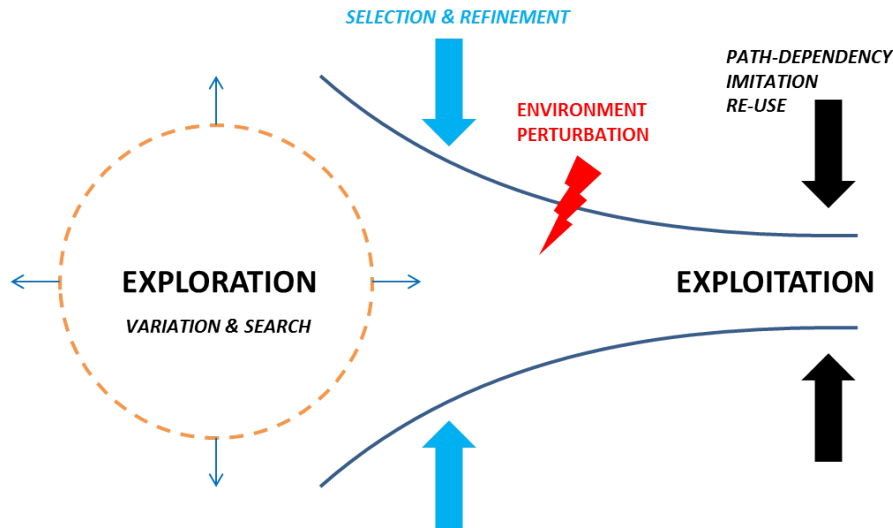 SELECTION & REFINEMENT
PATH-DEPENDENCY
IMITATION
RE-USE
ENVIRONMENT
PERTURBATION
EXPLORATION
VARIATION & SEARCH
EXPLOITATION